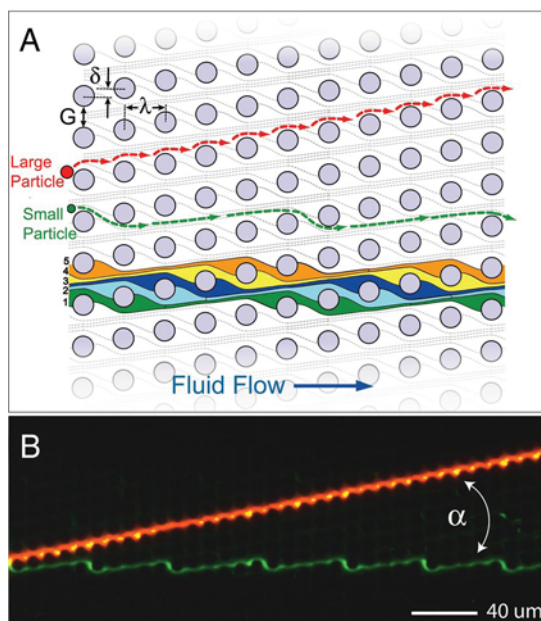 A
δ
G
λ
Large
Particle
Small
Particle
5
4
3
2
1
Fluid Flow
B
α
40 um